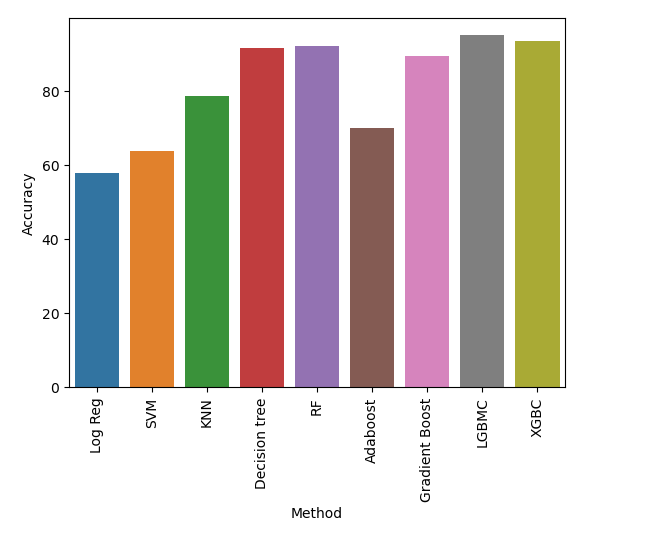 80
60
40
20
0
Accuracy
Log Reg
SVM
KNN
Decision tree
RF
Adaboost
Gradient Boost
LGBMC
XGBC
Method